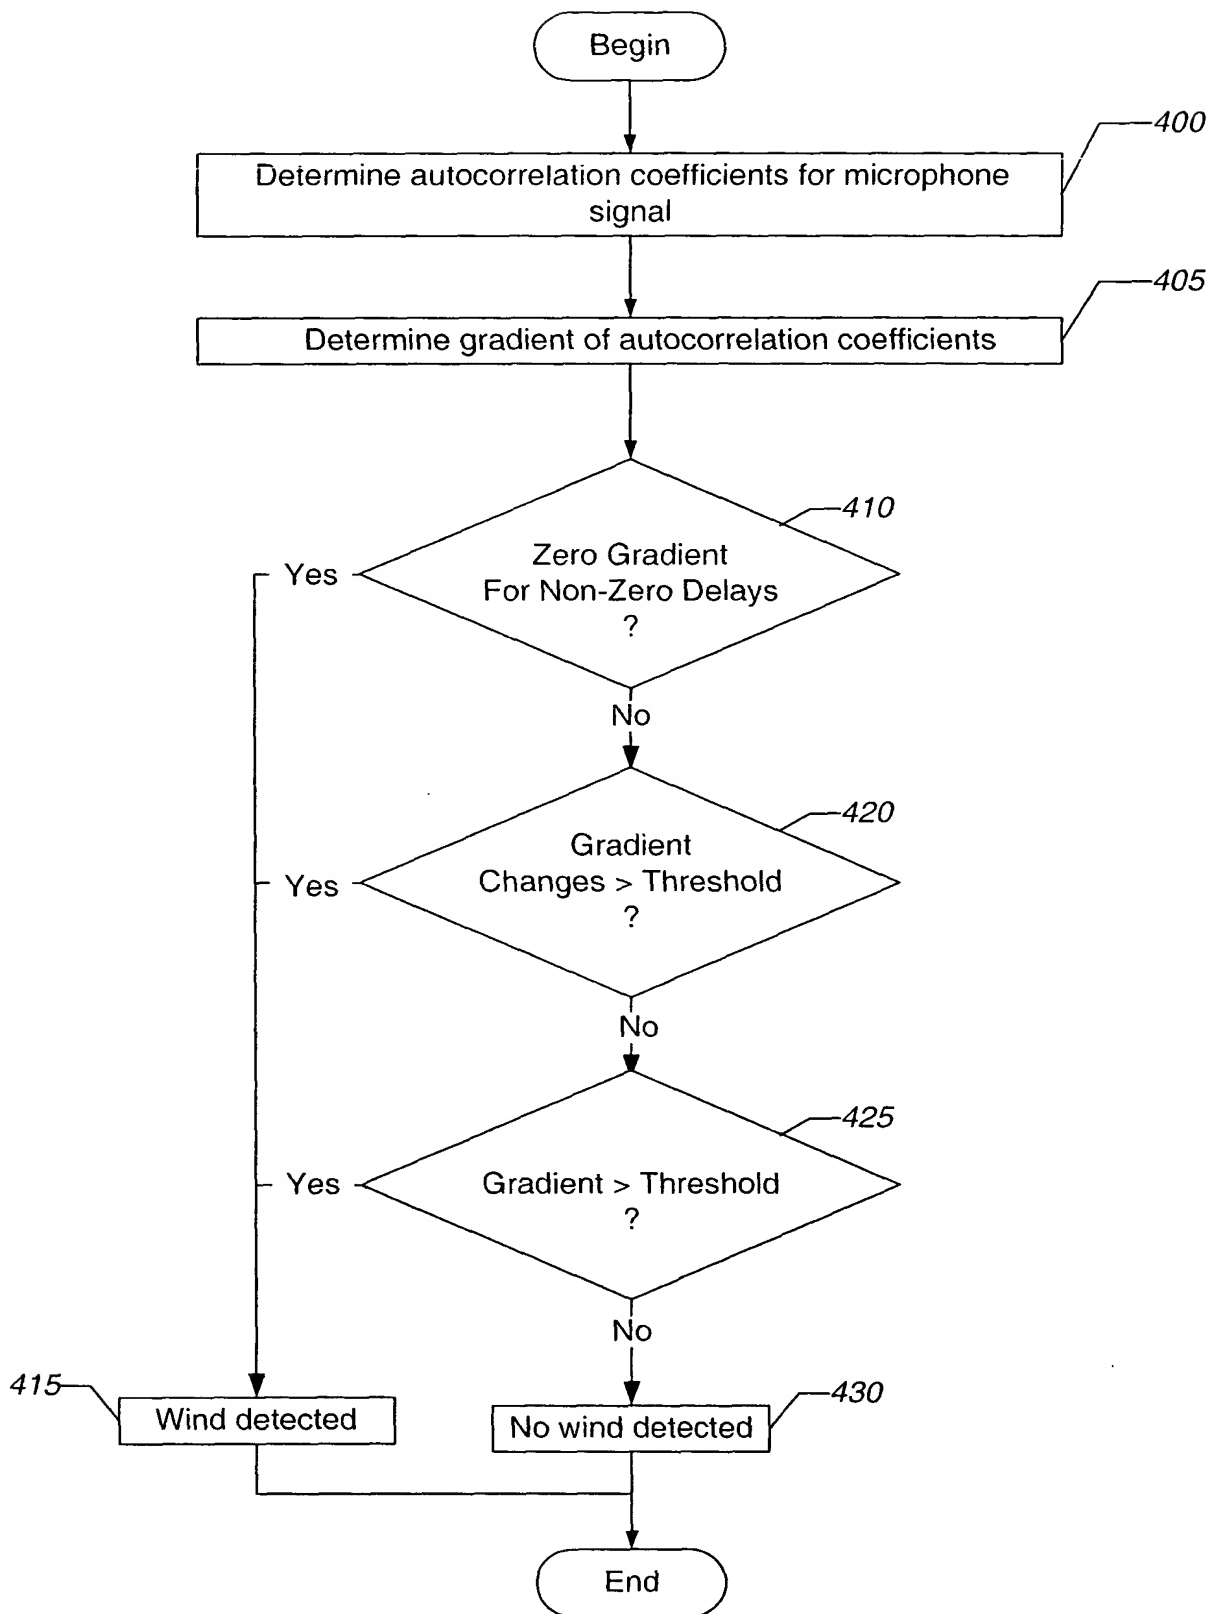 Begin
400
Determine autocorrelation coefficients for microphone
signal
405
Determine gradient of autocorrelation coefficients
410
Zero Gradient
For Non-Zero Delays
?
Yes
No
420
Gradient
Changes > Threshold
?
Yes
No
425
Gradient > Threshold
?
Yes
No
415
Wind detected
430
No wind detected
End